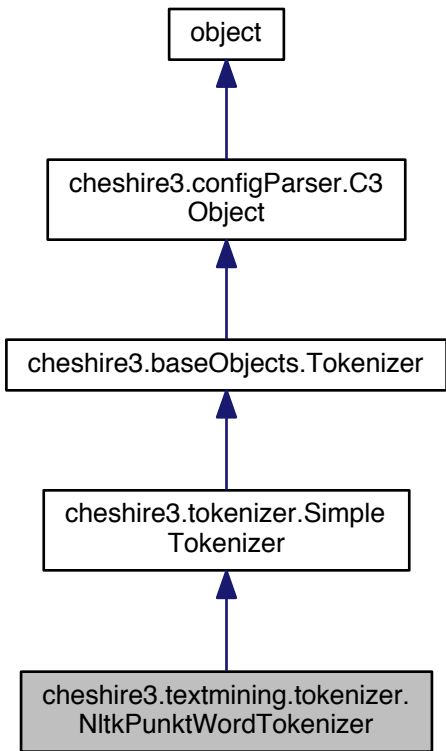 object
cheshire3.configParser.C3
Object
cheshire3.baseObjects.Tokenizer
cheshire3.tokenizer.Simple
Tokenizer
cheshire3.textmining.tokenizer.
NltkPunktWordTokenizer